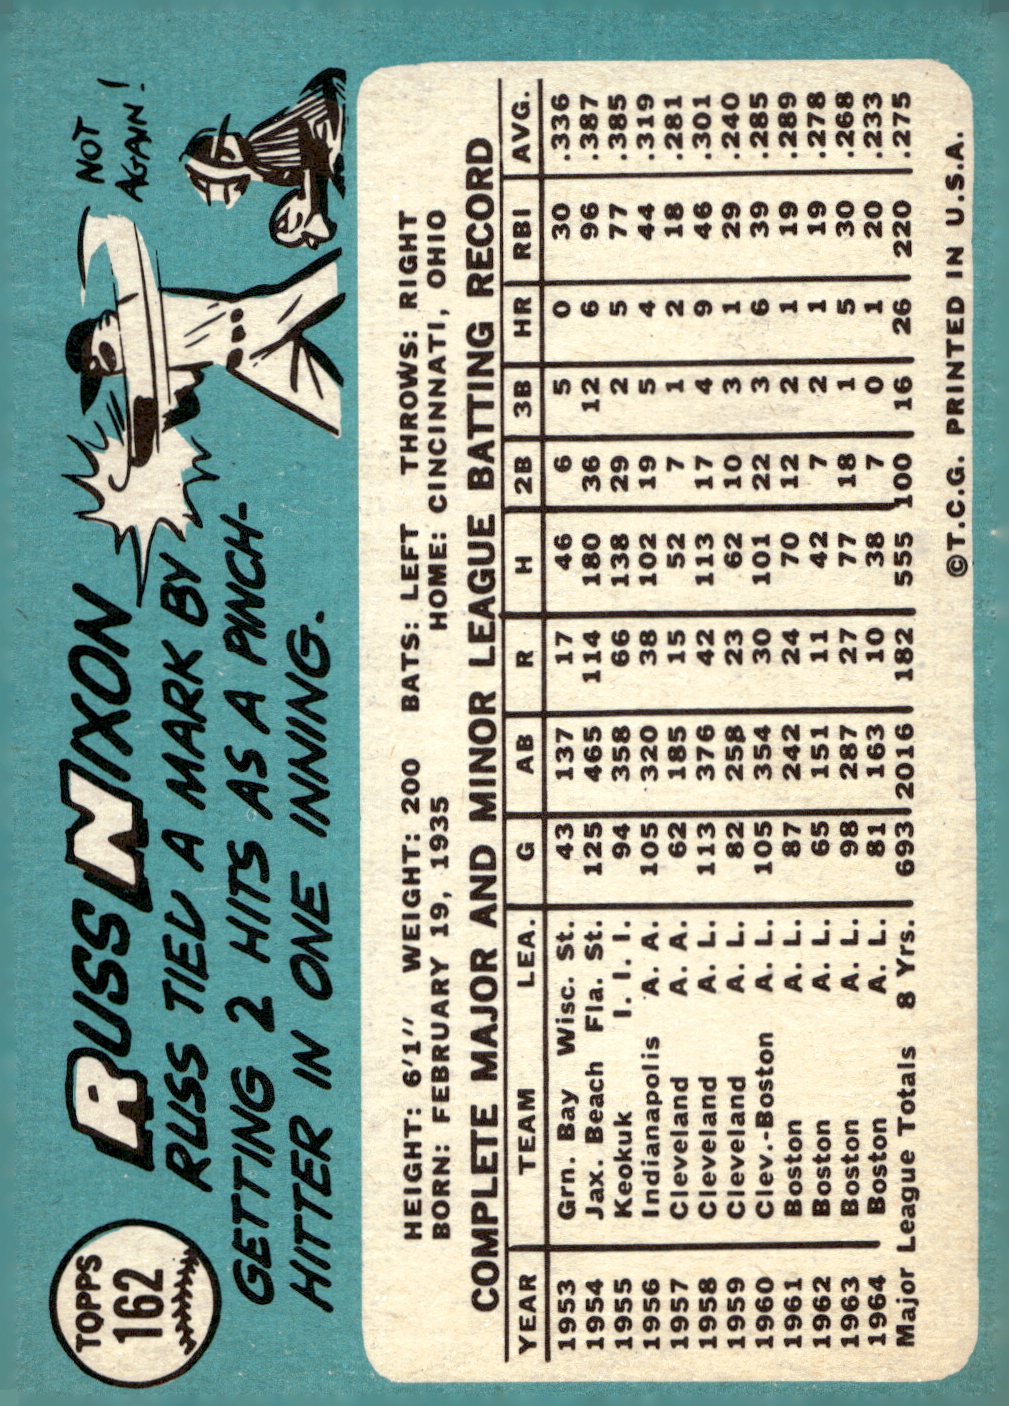 TOPPS
162
RUSS NIXON
RUSS TIED A MARK BY
GETTING 2 HITS AS A PINCH-
HITTER IN ONE INNING.
NOT
AGAIN!
HEIGHT: 6'1" WEIGHT: 200 BATS: LEFT THROWS: RIGHT
BORN: FEBRUARY 19, 1935 HOME: CINCINNATI, OHIO
COMPLETE MAJOR AND MINOR LEAGUE BATTING RECORD
YEAR TEAM LEA. G AB R H 2B 3B HR RBI AVG.
1953 Grn. Bay Wisc. St. 43 137 17 46 6 5 0 30 .336
1954 Jax. Beach Fla. St. 125 465 114 180 36 12 6 96 .387
1955 Keokuk I. I. I. 94 358 66 138 29 2 5 77 .385
1956 Indianapolis A. A. 105 320 38 102 19 5 4 44 .319
1957 Cleveland A. A. 62 185 15 52 7 1 2 18 .281
1958 Cleveland A. L. 113 376 42 113 17 4 9 46 .301
1959 Cleveland A. L. 82 258 23 62 10 3 1 29 .240
1960 Clev.-Boston A. L. 105 354 30 101 22 3 6 39 .285
1961 Boston A. L. 87 242 24 70 12 2 1 19 .289
1962 Boston A. L. 65 151 11 42 7 2 1 19 .278
1963 Boston A. L. 98 287 27 77 18 1 5 30 .268
1964 Boston A. L. 81 163 10 38 7 0 1 20 .233
Major League Totals 8 Yrs. 693 2016 182 555 100 16 26 220 .275
©T.C.G. PRINTED IN U.S.A.